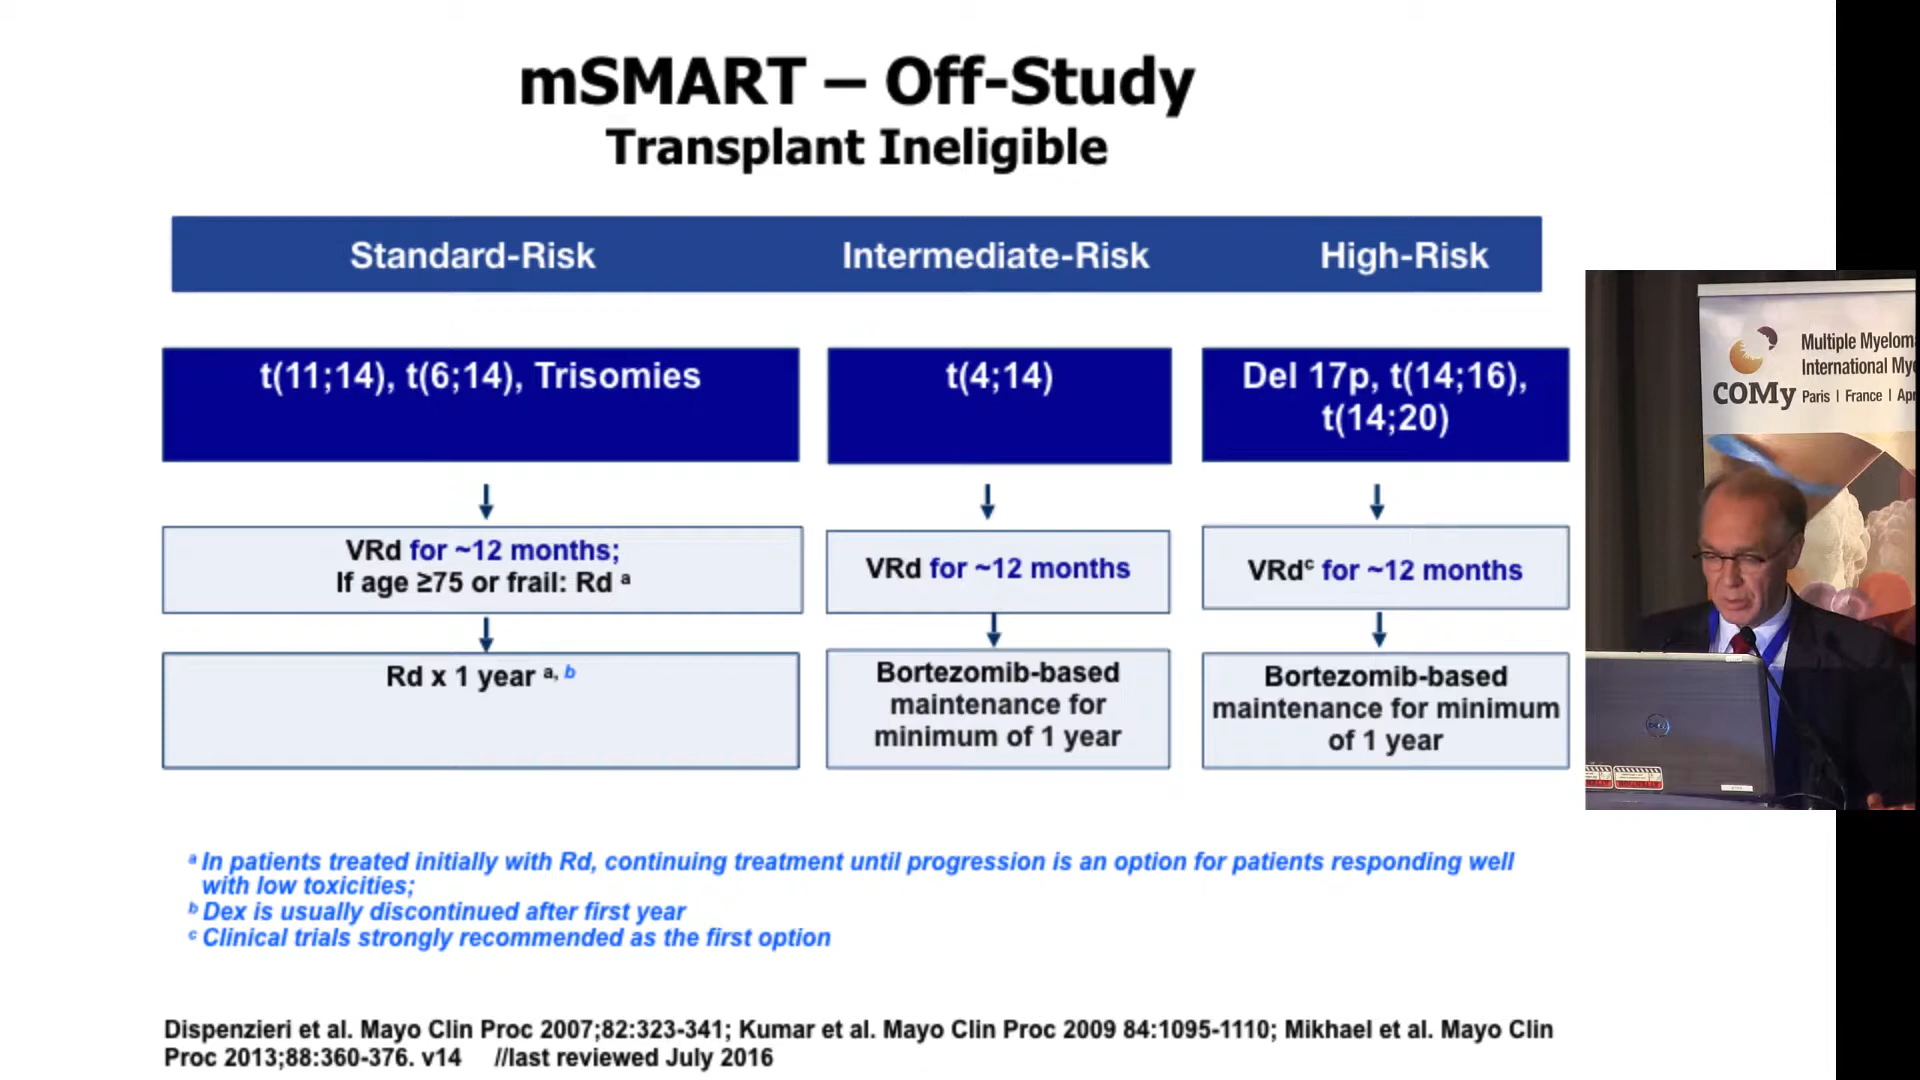 mSMART – Off-Study
Transplant Ineligible
Standard-Risk
Intermediate-Risk
High-Risk
t(11;14), t(6;14), Trisomies
t(4;14)
Del 17p, t(14;16),
t(14;20)
VRd for ~12 months;
If age ≥75 or frail: Rd a
VRd for ~12 months
VRdc for ~12 months
Rd x 1 year a, b
Bortezomib-based
maintenance for
minimum of 1 year
Bortezomib-based
maintenance for minimum
of 1 year
a In patients treated initially with Rd, continuing treatment until progression is an option for patients responding well
with low toxicities;
b Dex is usually discontinued after first year
c Clinical trials strongly recommended as the first option
Dispenzieri et al. Mayo Clin Proc 2007;82:323-341; Kumar et al. Mayo Clin Proc 2009 84:1095-1110; Mikhael et al. Mayo Clin
Proc 2013;88:360-376. v14 //last reviewed July 2016
COMy
Multiple
International
Paris | France |
DELL